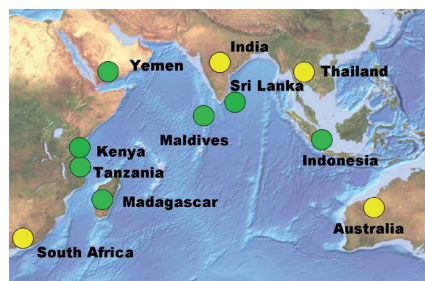 India
Yemen
Thailand
Sri Lanka
Maldives
Kenya
Indonesia
Tanzania
Madagascar
Australia
South Africa